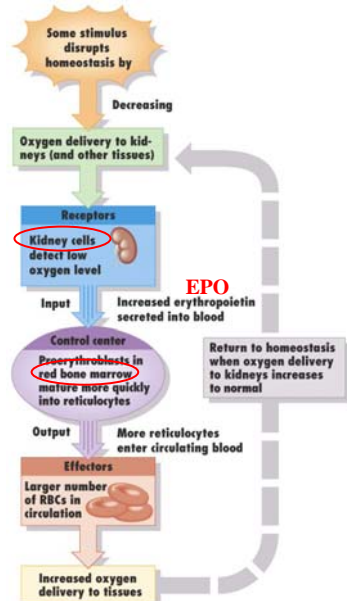 Some stimulus
disrupts
homeostasis by
Decreasing
Oxygen delivery to kid-
neys (and other tissues)
Receptors
Kidney cells
detect low
oxygen level
EPO
Input
Increased erythropoietin
secreted into blood
Control center
Proerythroblasts in
red bone marrow
mature more quickly
into reticulocytes
Return to homeostasis
when oxygen delivery
to kidneys increases
to normal
Output
More reticulocytes
enter circulating blood
Effectors
Larger number
of RBCs in
circulation
Increased oxygen
delivery to tissues